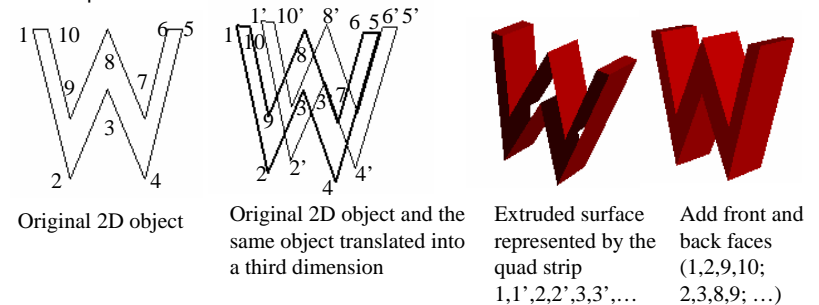 1 10 6 5
8
9 7
3
2 4
1' 1' 10' 8' 6 5 6' 5'
10
8
7
9 3 3
2 2' 4 4'
Original 2D object
Original 2D object and the
same object translated into
a third dimension
Extruded surface
represented by the
quad strip
1,1',2,2',3,3',…
Add front and
back faces
(1,2,9,10;
2,3,8,9; …)